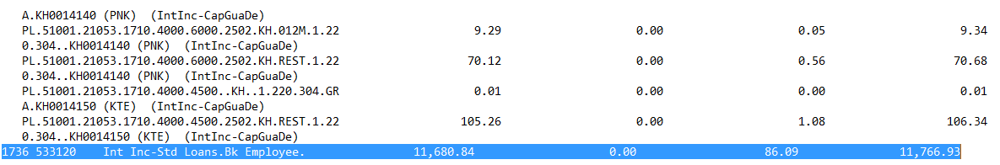 A.KH0014140 (PNK) (IntInc-CapGuaDe)
PL.51001.21053.1710.4000.6000.2502.KH.012M.1.22 9.29 0.00 0.05 9.34
0.304..KH0014140 (PNK) (IntInc-CapGuaDe)
PL.51001.21053.1710.4000.6000.2502.KH.REST.1.22 70.12 0.00 0.56 70.68
0.304..KH0014140 (PNK) (IntInc-CapGuaDe)
PL.51001.21053.1710.4000.4500..KH..1.220.304.GR 0.01 0.00 0.00 0.01
A.KH0014150 (KTE) (IntInc-CapGuaDe)
PL.51001.21053.1710.4000.4500.2502.KH.REST.1.22 105.26 0.00 1.08 106.34
0.304..KH0014150 (KTE) (IntInc-CapGuaDe)
1736 533120 Int Inc-Std Loans.Bk Employee. 11,680.84 0.00 86.09 11,766.93